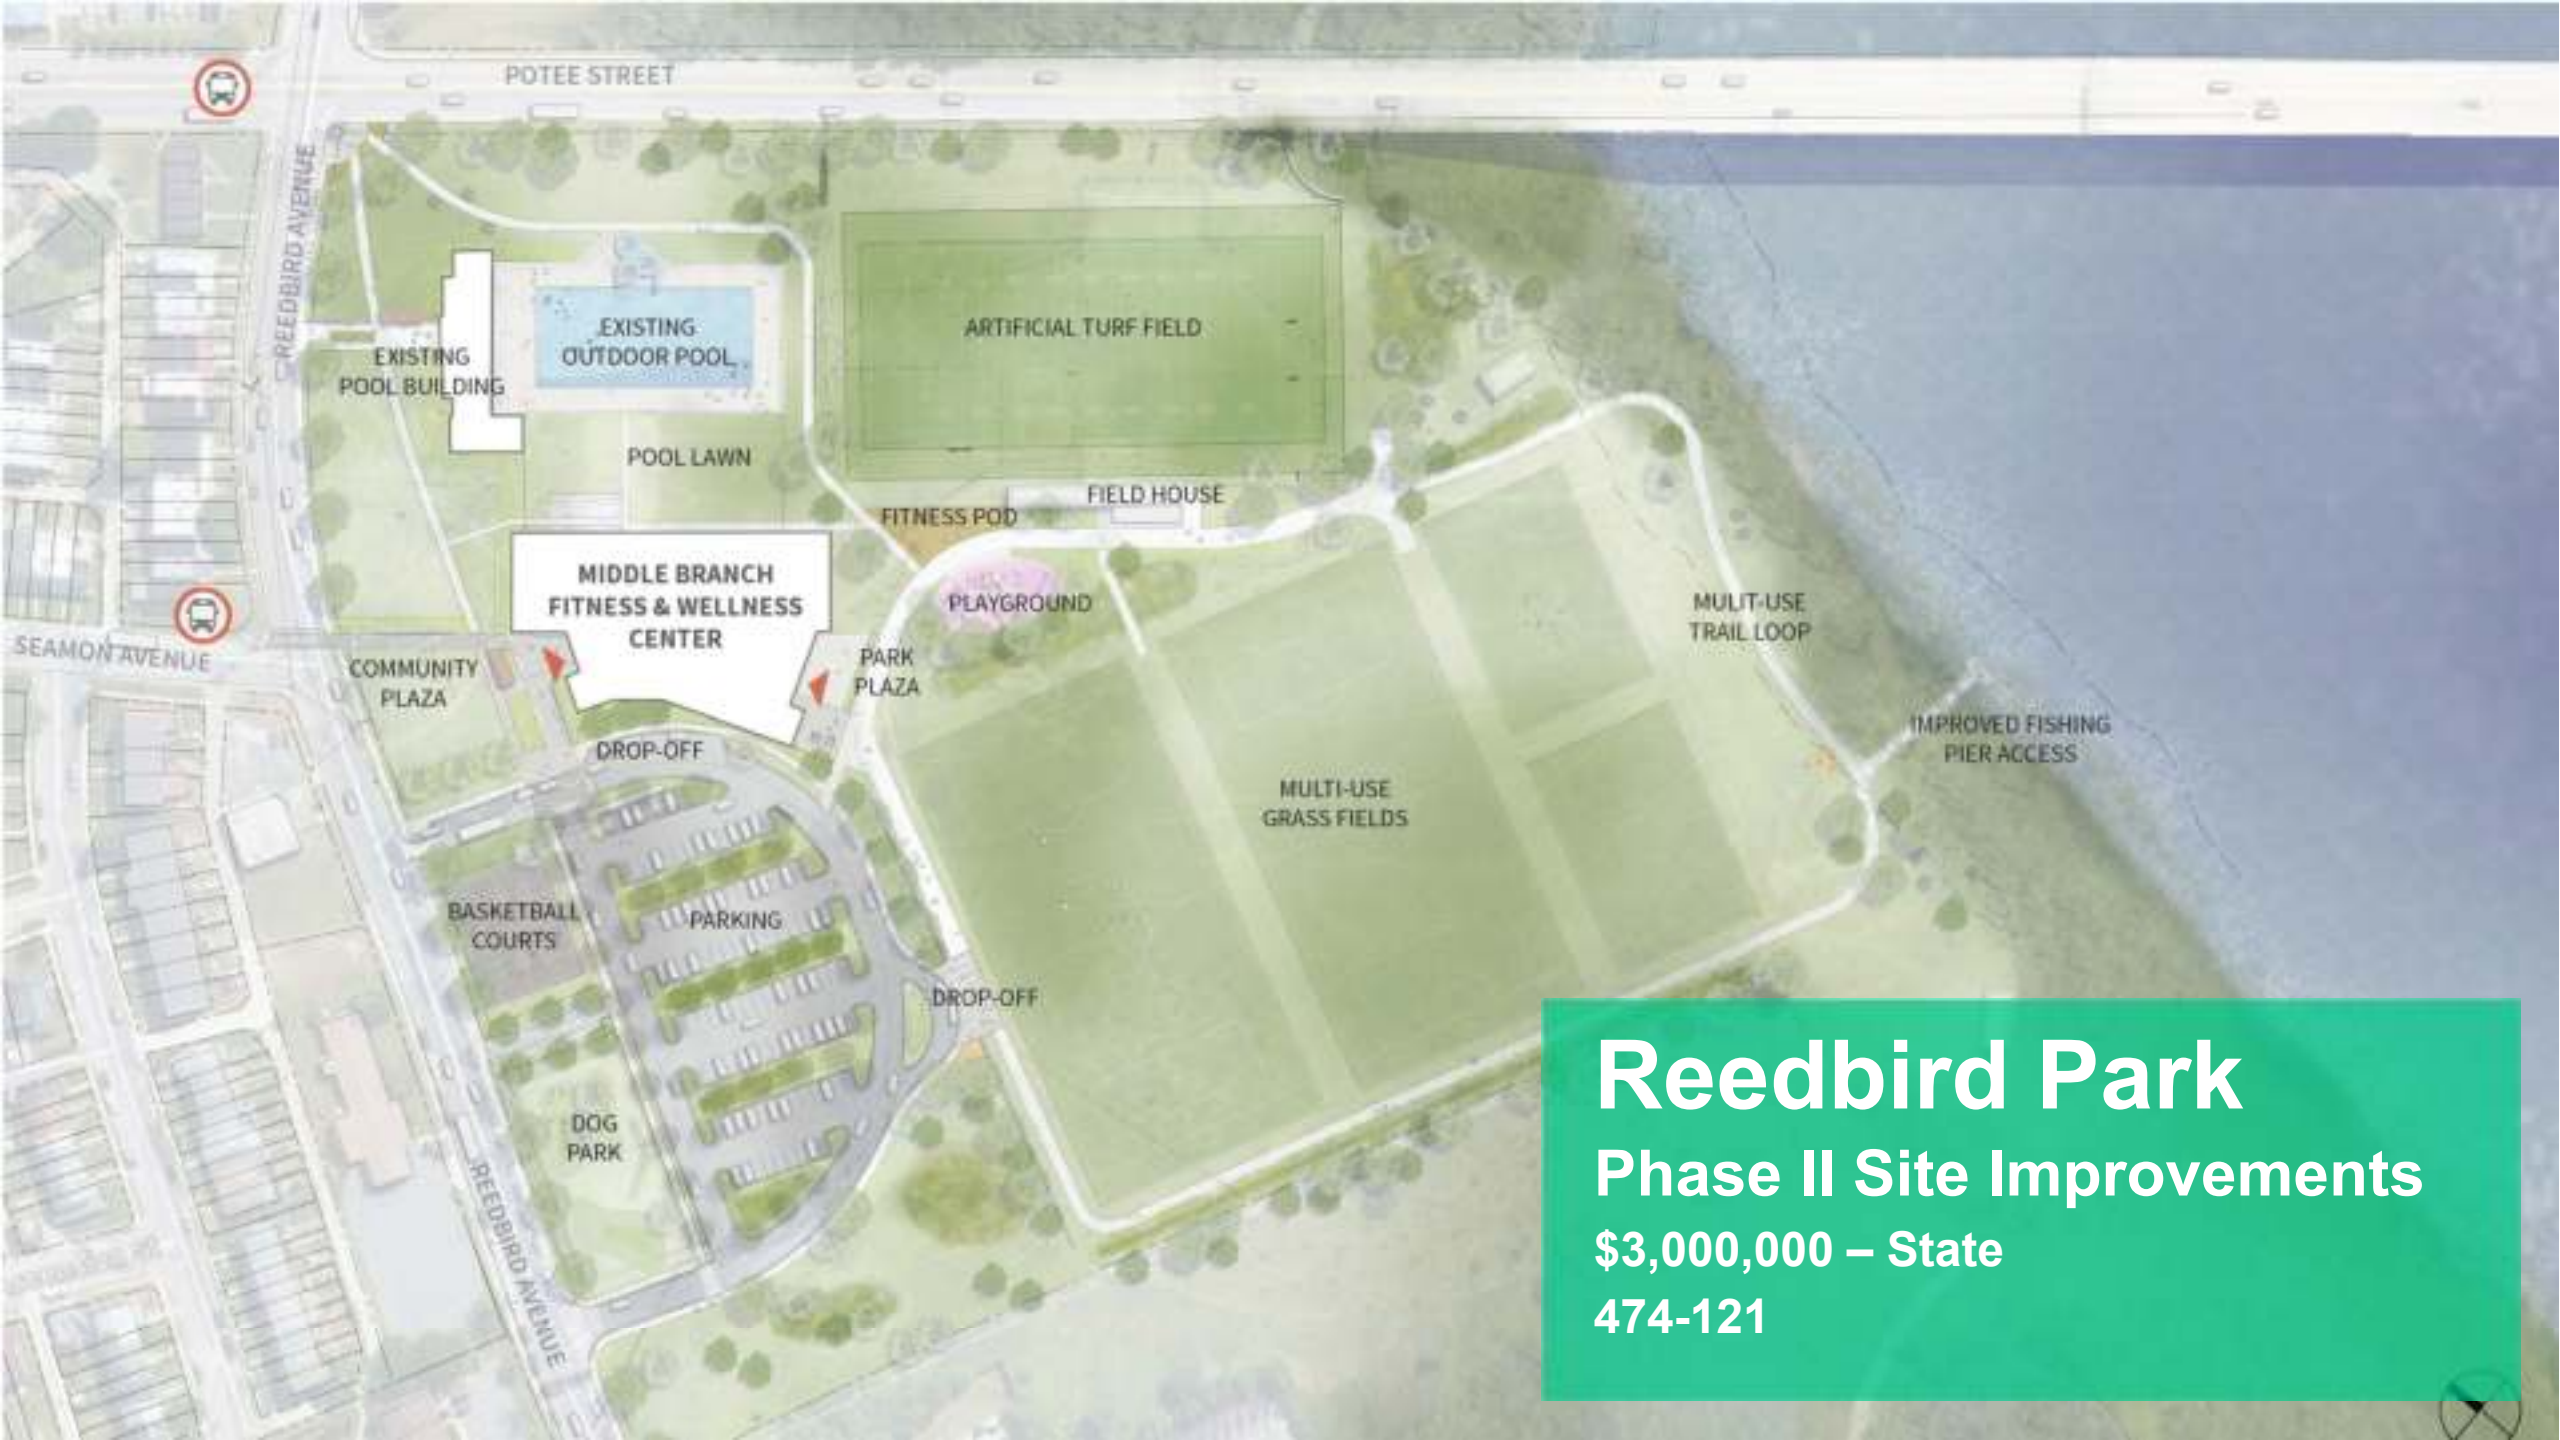 POTEE STREET
REEDBIRD AVENUE
EXISTING
OUTDOOR POOL
ARTIFICIAL TURF FIELD
EXISTING
POOL BUILDING
POOL LAWN
FIELD HOUSE
FITNESS POD
MIDDLE BRANCH
FITNESS & WELLNESS
CENTER
PLAYGROUND
MULIT-USE
TRAIL LOOP
SEAMON AVENUE
COMMUNITY
PLAZA
PARK
PLAZA
DROP-OFF
IMPROVED FISHING
PIER ACCESS
MULTI-USE
GRASS FIELDS
BASKETBALL
COURTS
PARKING
DROP-OFF
DOG
PARK
REEDBIRD AVENUE
Reedbird Park
Phase II Site Improvements
$3,000,000 – State
474-121